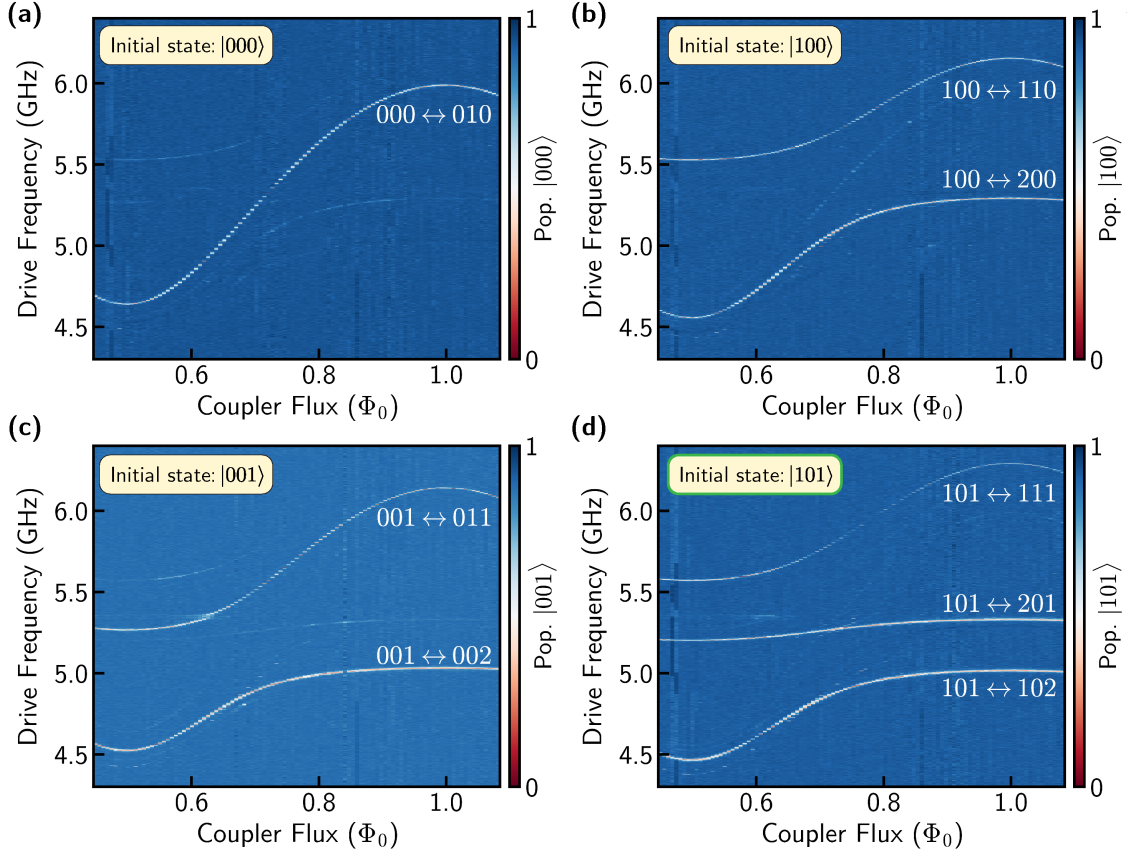 (a)
Initial state: |000⟩
000 ↔ 010
Drive Frequency (GHz)
6.0
5.5
5.0
4.5
0.6
0.8
1.0
Coupler Flux (Φ₀)
1
0
Pop. |000⟩
(b)
Initial state: |100⟩
100 ↔ 110
100 ↔ 200
Drive Frequency (GHz)
6.0
5.5
5.0
4.5
0.6
0.8
1.0
Coupler Flux (Φ₀)
1
0
Pop. |100⟩
(c)
Initial state: |001⟩
001 ↔ 011
001 ↔ 002
Drive Frequency (GHz)
6.0
5.5
5.0
4.5
0.6
0.8
1.0
Coupler Flux (Φ₀)
1
0
Pop. |001⟩
(d)
Initial state: |101⟩
101 ↔ 111
101 ↔ 201
101 ↔ 102
Drive Frequency (GHz)
6.0
5.5
5.0
4.5
0.6
0.8
1.0
Coupler Flux (Φ₀)
1
0
Pop. |101⟩